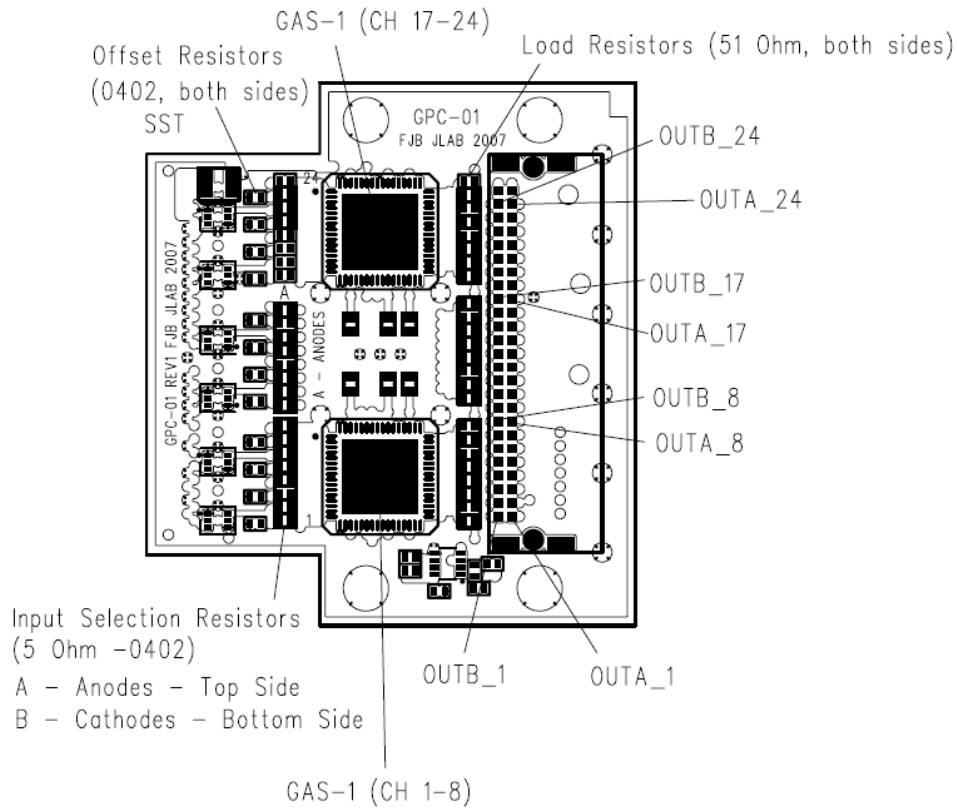 GAS-1 (CH 17-24)
Offset Resistors
(0402, both sides)
SST
Load Resistors (51 Ohm, both sides)
GPC-01
FJB JLAB 2007
OUTB_24
OUTA_24
24
A
GPC-01 REV1 FJB JLAB 2007
A - ANODES
OUTB_17
OUTA_17
OUTB_8
OUTA_8
1
Input Selection Resistors
(5 Ohm -0402)
A - Anodes - Top Side
B - Cathodes - Bottom Side
OUTB_1
OUTA_1
GAS-1 (CH 1-8)